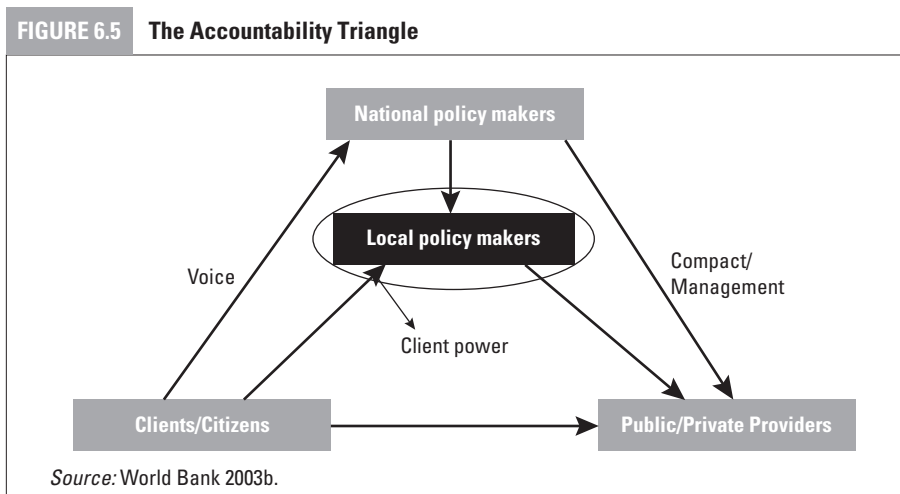 FIGURE 6.5 The Accountability Triangle
National policy makers
Local policy makers
Voice
Compact/
Management
Client power
Clients/Citizens
Public/Private Providers
Source: World Bank 2003b.